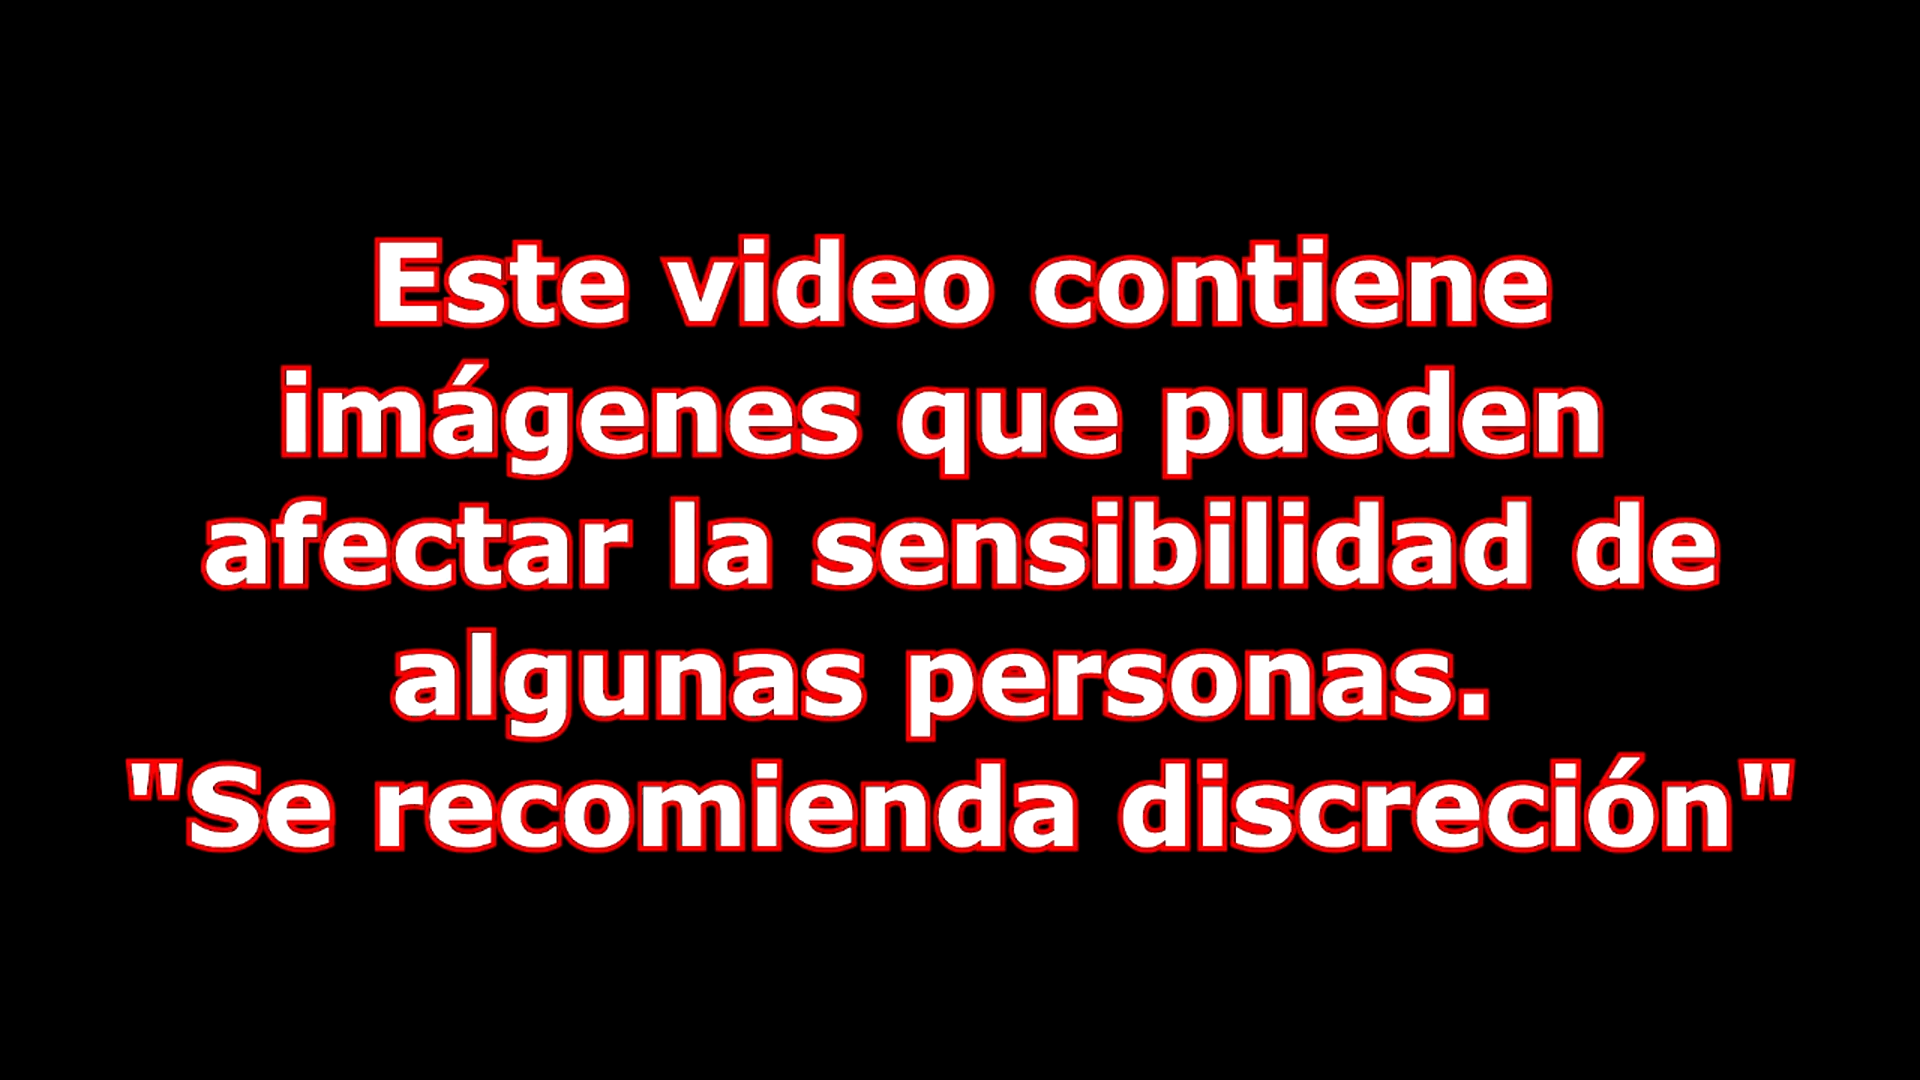 Este video contiene
imágenes que pueden
afectar la sensibilidad de
algunas personas.
"Se recomienda discreción"